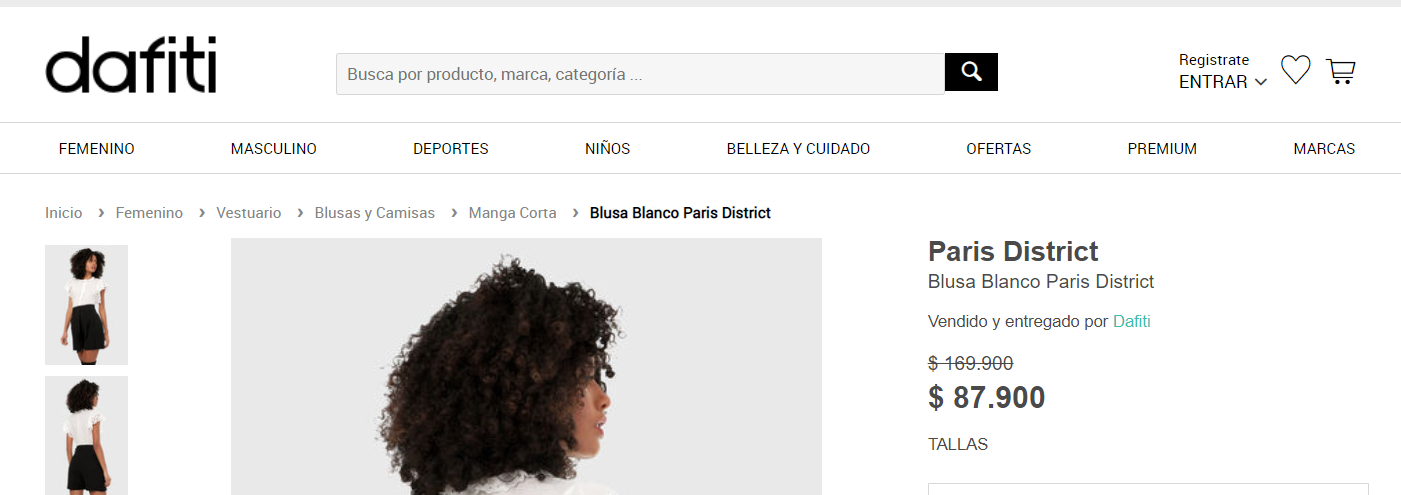 dafiti
Busca por producto, marca, categoría ...
Registrate
ENTRAR
FEMENINO MASCULINO DEPORTES NIÑOS BELLEZA Y CUIDADO OFERTAS PREMIUM MARCAS
Inicio › Femenino › Vestuario › Blusas y Camisas › Manga Corta › Blusa Blanco Paris District
Paris District
Blusa Blanco Paris District
Vendido y entregado por Dafiti
$ 169.900
$ 87.900
TALLAS